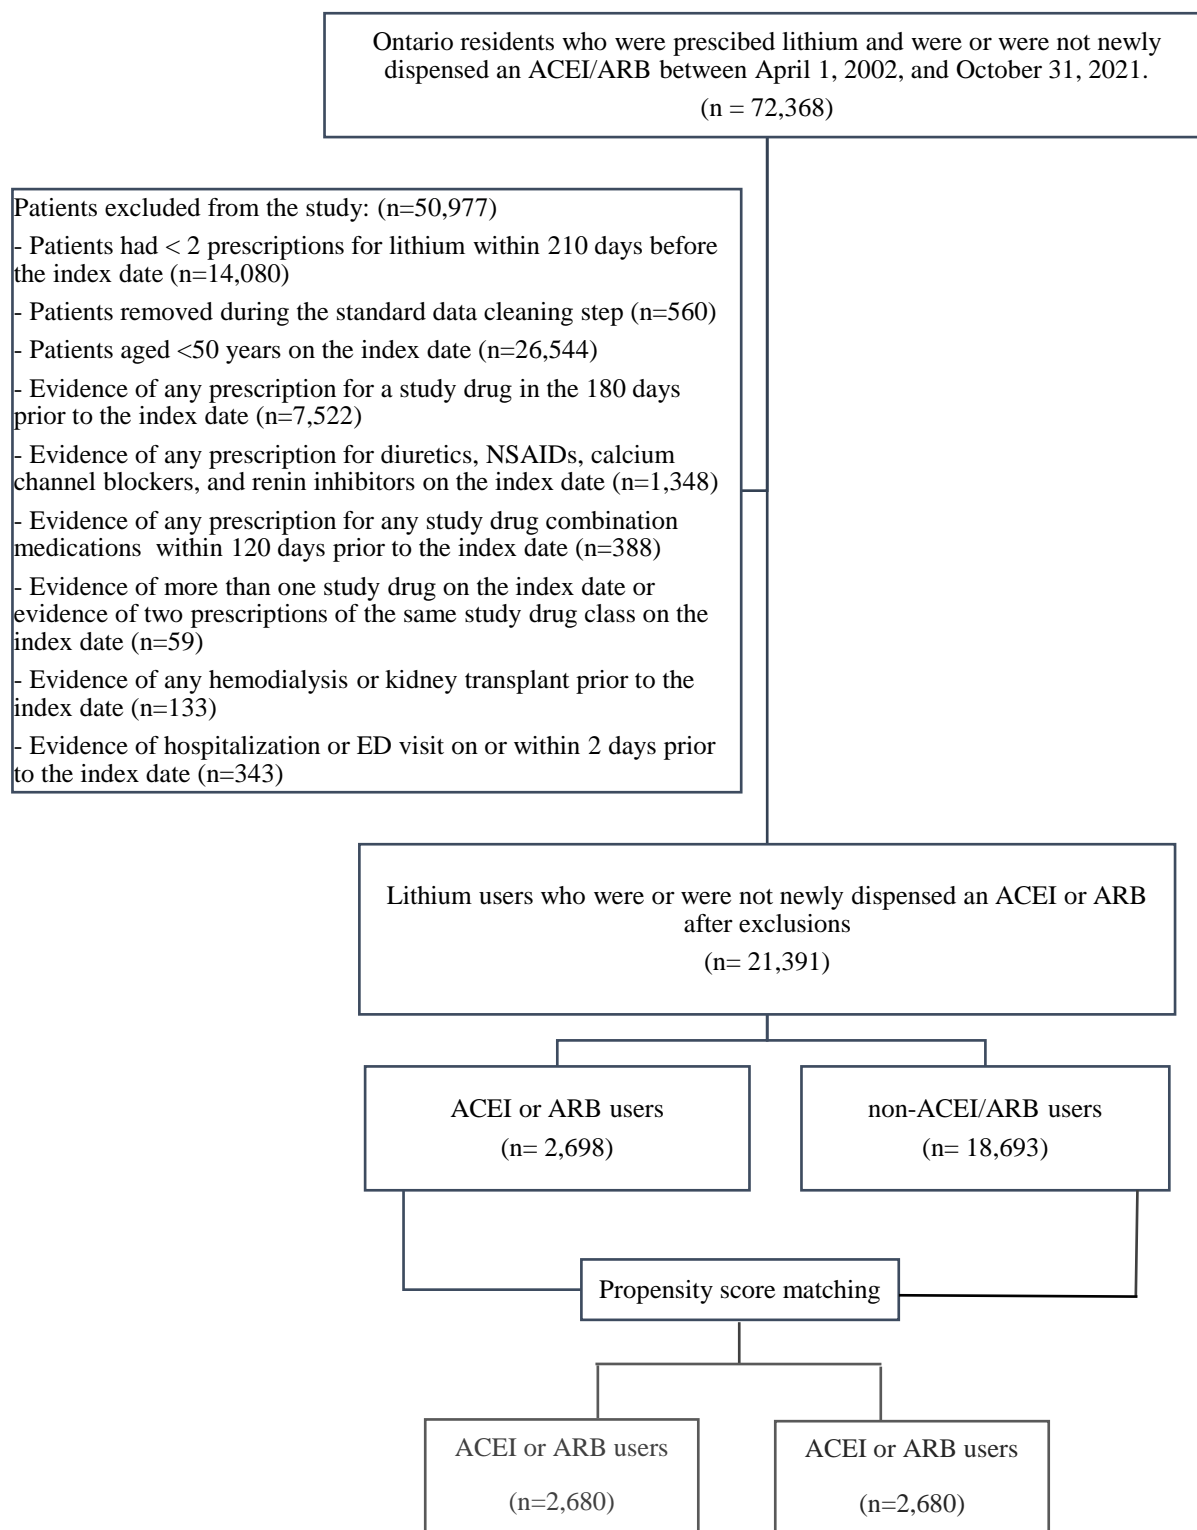 Ontario residents who were prescibed lithium and were or were not newly
dispensed an ACEI/ARB between April 1, 2002, and October 31, 2021.
(n = 72,368)
Patients excluded from the study: (n=50,977)
- Patients had < 2 prescriptions for lithium within 210 days before
the index date (n=14,080)
- Patients removed during the standard data cleaning step (n=560)
- Patients aged <50 years on the index date (n=26,544)
- Evidence of any prescription for a study drug in the 180 days
prior to the index date (n=7,522)
- Evidence of any prescription for diuretics, NSAIDs, calcium
channel blockers, and renin inhibitors on the index date (n=1,348)
- Evidence of any prescription for any study drug combination
medications within 120 days prior to the index date (n=388)
- Evidence of more than one study drug on the index date or
evidence of two prescriptions of the same study drug class on the
index date (n=59)
- Evidence of any hemodialysis or kidney transplant prior to the
index date (n=133)
- Evidence of hospitalization or ED visit on or within 2 days prior
to the index date (n=343)
Lithium users who were or were not newly dispensed an ACEI or ARB
after exclusions
(n= 21,391)
ACEI or ARB users
(n= 2,698)
non-ACEI/ARB users
(n= 18,693)
Propensity score matching
ACEI or ARB users
(n=2,680)
ACEI or ARB users
(n=2,680)